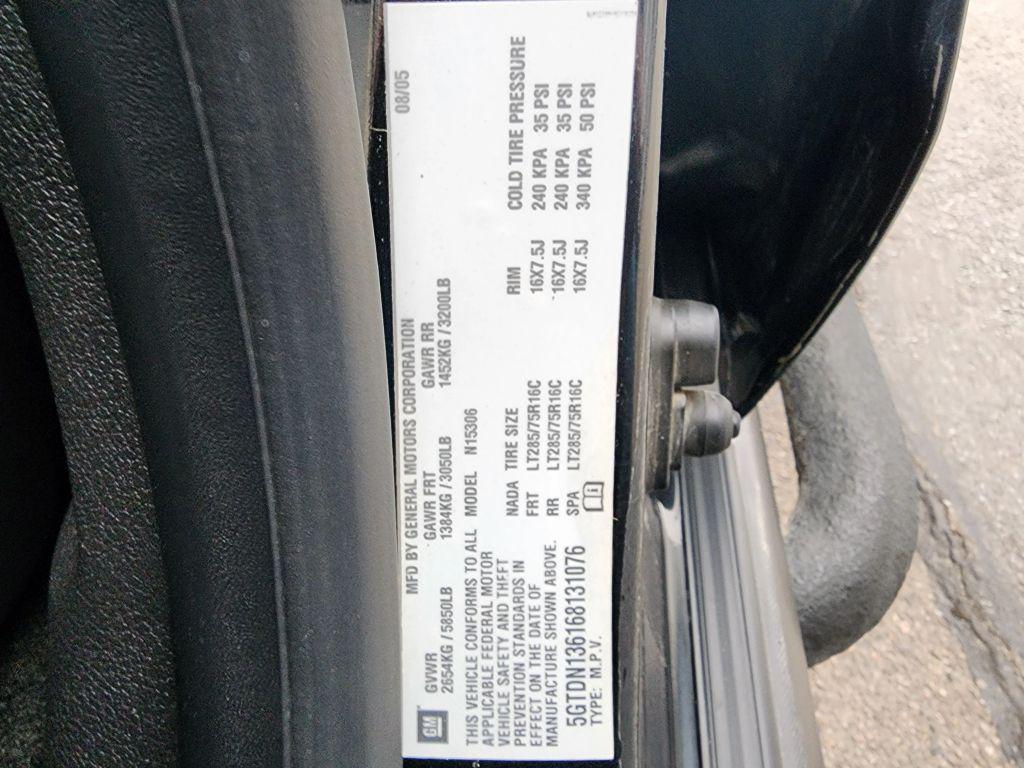 MFD BY GENERAL MOTORS CORPORATION 08/05
GVWR GAWR FRT GAWR RR
2654KG / 5850LB 1384KG / 3050LB 1452KG / 3200LB
GM
THIS VEHICLE CONFORMS TO ALL MODEL N15306
APPLICABLE FEDERAL MOTOR
VEHICLE SAFETY AND THEFT
PREVENTION STANDARDS IN
EFFECT ON THE DATE OF
MANUFACTURE SHOWN ABOVE.
NADA TIRE SIZE RIM COLD TIRE PRESSURE
FRT LT285/75R16C 16X7.5J 240 KPA 35 PSI
RR LT285/75R16C 16X7.5J 240 KPA 35 PSI
SPA LT285/75R16C 16X7.5J 340 KPA 50 PSI
5GTDN136168131076
TYPE: M.P.V.